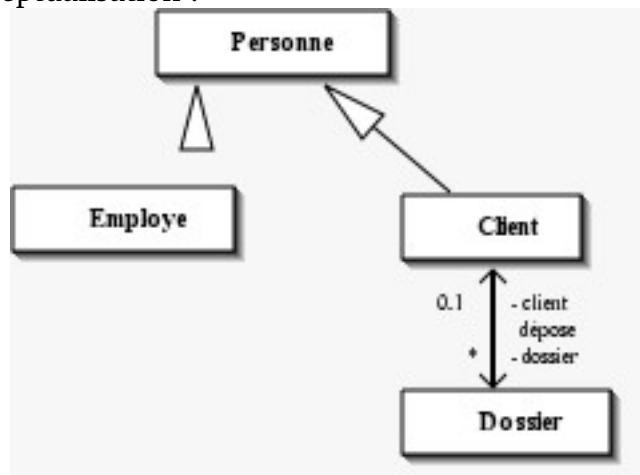 Personne
Employe
Client
0.1
- client
dépose
*
- dossier
Dossier